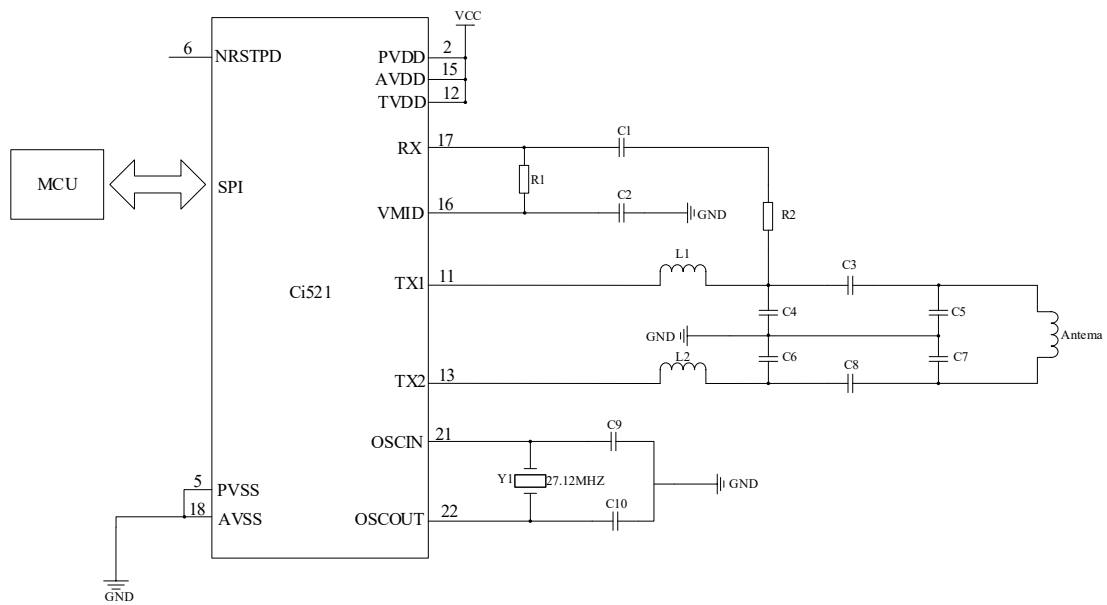 VCC
6
NRSTPD
PVDD
2
AVDD
15
TVDD
12
RX
17
C1
MCU
SPI
R1
C2
VMID
16
GND
R2
L1
C3
TX1
11
Ci521
C4
C5
GND
Antema
L2
C6
C7
C8
TX2
13
C9
OSCIN
21
Y1
27.12MHZ
GND
5
PVSS
C10
18
AVSS
OSCOUT
22
GND